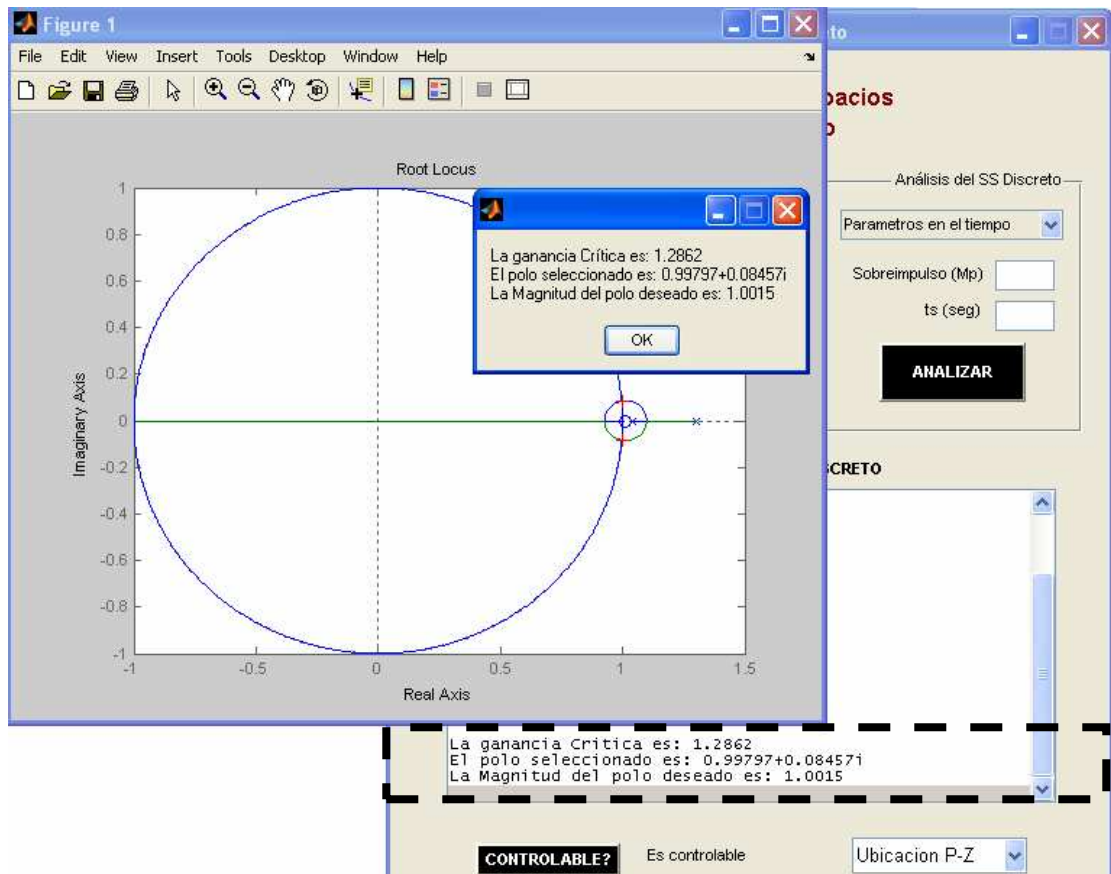 Figure 1
File Edit View Insert Tools Desktop Window Help
Root Locus
Imaginary Axis
1
0.8
0.6
0.4
0.2
0
-0.2
-0.4
-0.6
-0.8
-1
-1 -0.5 0 0.5 1 1.5
Real Axis
La ganancia Crítica es: 1.2862
El polo seleccionado es: 0.99797+0.08457i
La Magnitud del polo deseado es: 1.0015
OK
Análisis del SS Discreto
Parametros en el tiempo
Sobreimpulso (Mp)
ts (seg)
ANALIZAR
La ganancia Critica es: 1.2862
El polo seleccionado es: 0.99797+0.08457i
La Magnitud del polo deseado es: 1.0015
CONTROLABLE? Es controlable Ubicacion P-Z